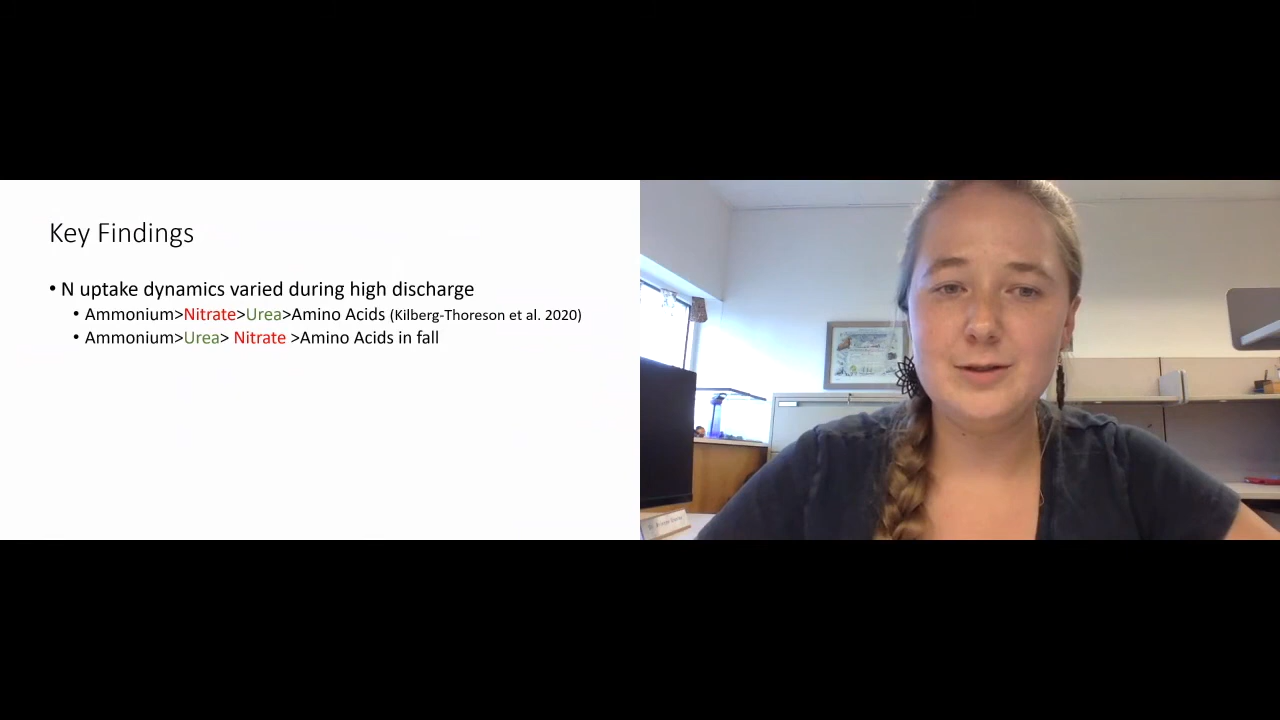 Key Findings
• N uptake dynamics varied during high discharge
• Ammonium>Nitrate>Urea>Amino Acids (Kilberg-Thoreson et al. 2020)
• Ammonium>Urea> Nitrate >Amino Acids in fall